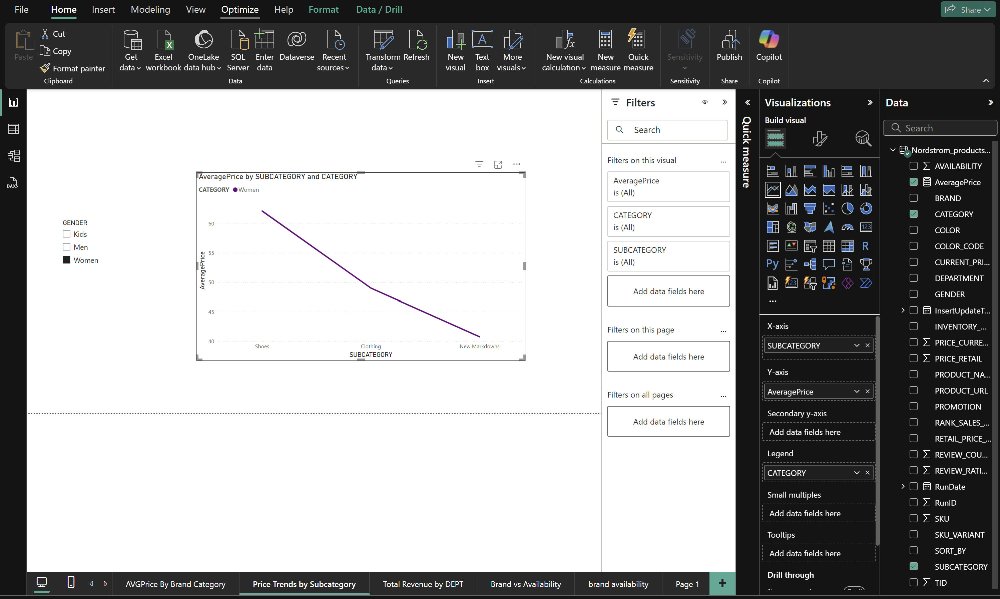 File Home Insert Modeling View Optimize Help Format Data / Drill Share
Paste
Cut
Copy
Format painter
Clipboard
Get data
Excel workbook
OneLake data hub
SQL Server
Enter data
Dataverse
Recent sources
Data
Transform data
Refresh
Queries
New visual
A
Text box
More visuals
Insert
New visual calculation
New measure
Quick measure
Calculations
Sensitivity
Sensitivity
Publish
Share
Copilot
Copilot
DAX
GENDER
Kids
Men
Women
AveragePrice by SUBCATEGORY and CATEGORY
CATEGORY Women
AveragePrice
60
55
50
45
40
Shoes Clothing New Markdowns
SUBCATEGORY
Filters
Search
Filters on this visual ...
AveragePrice
is (All)
CATEGORY
is (All)
SUBCATEGORY
is (All)
Add data fields here
Filters on this page ...
Add data fields here
Filters on all pages ...
Add data fields here
Quick measure
Visualizations
Build visual
123
R
Py
123
...
X-axis
SUBCATEGORY
Y-axis
AveragePrice
Secondary y-axis
Add data fields here
Legend
CATEGORY
Small multiples
Add data fields here
Tooltips
Add data fields here
Drill through
Data
Search
Nordstrom_products...
AVAILABILITY
AveragePrice
BRAND
CATEGORY
COLOR
COLOR_CODE
CURRENT_PRI...
DEPARTMENT
GENDER
InsertUpdateT...
INVENTORY_...
PRICE_CURRE...
PRICE_RETAIL
PRODUCT_NA...
PRODUCT_URL
PROMOTION
RANK_SALES_...
RETAIL_PRICE_...
REVIEW_COU...
REVIEW_RATI...
RunDate
RunID
SKU
SKU_VARIANT
SORT_BY
SUBCATEGORY
TID
AVGPrice By Brand Category Price Trends by Subcategory Total Revenue by DEPT Brand vs Availability brand availability Page 1